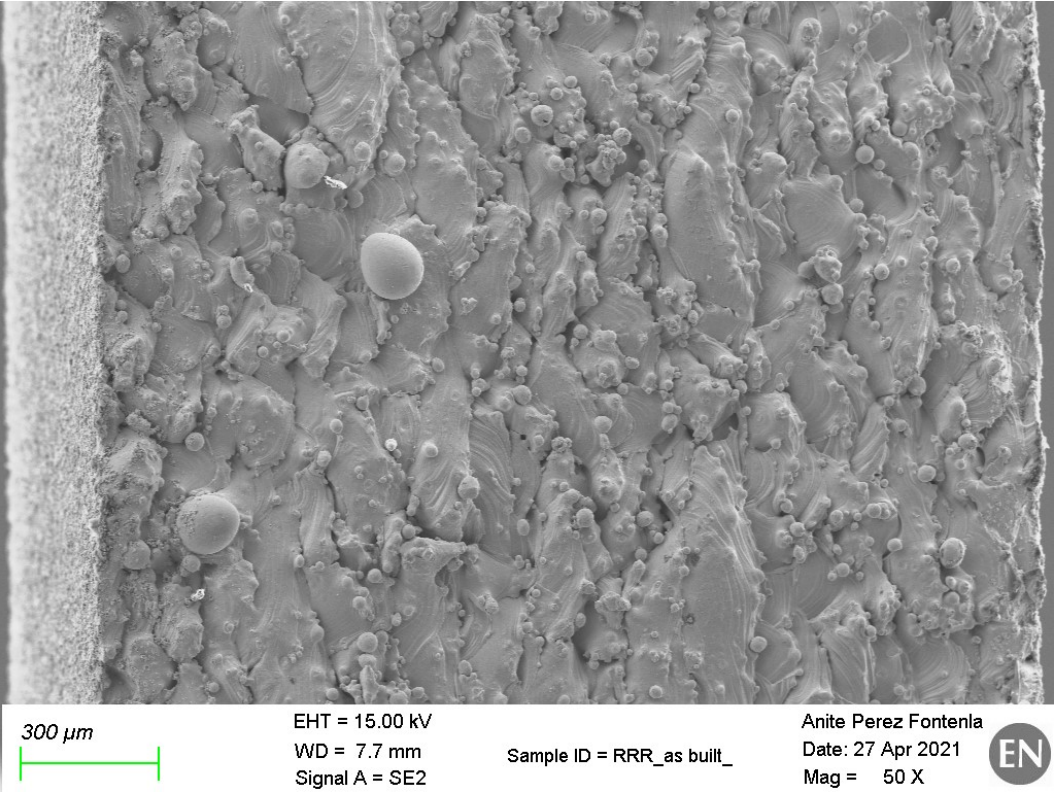 300 µm
EHT = 15.00 kV
WD = 7.7 mm
Signal A = SE2
Sample ID = RRR_as built_
Anite Perez Fontenla
Date: 27 Apr 2021
Mag = 50 X
EN